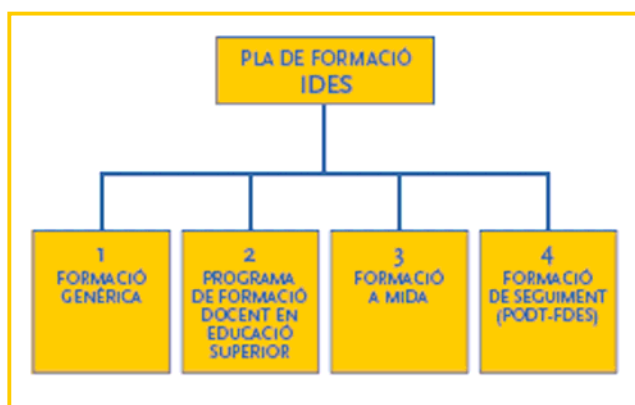 PLA DE FORMACIÓ
IDES
1
FORMACIÓ
GENÈRICA
2
PROGRAMA
DE FORMACIÓ
DOCENT EN
EDUCACIÓ
SUPERIOR
3
FORMACIÓ
A MIDA
4
FORMACIÓ
DE SEGUIMENT
(PODT-FDES)